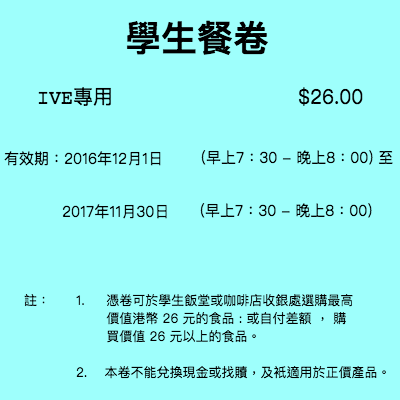 學生餐卷
IVE專用 $26.00
有效期：2016年12月1日 (早上7：30 – 晚上8：00) 至
2017年11月30日 (早上7：30 – 晚上8：00)
註： 1. 憑卷可於學生飯堂或咖啡店收銀處選購最高
價值港幣 26 元的食品 : 或自付差額 ， 購
買價值 26 元以上的食品。
2. 本卷不能兌換現金或找贖，及衹適用於正價產品。